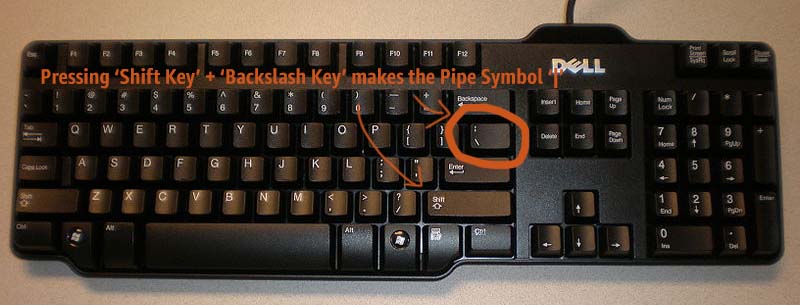 Esc F1 F2 F3 F4 F5 F6 F7 F8 F9 F10 F11 F12 Print Screen SysRq Scroll Lock Pause Break
Pressing ‘Shift Key’ + ‘Backslash Key’ makes the Pipe Symbol ‘|’
DELL
! 1 @ 2 # 3 $ 4 % 5 ^ 6 & 7 * 8 ( 9 ) 0 Backspace Insert Home Page Up Num Lock / * -
Tab Q W E R T Y U I O P { [ } ] ¦ \ Delete End Page Down 7 Home 8 9 PgUp +
Caps Lock A S D F G H J K L : ; " ' Enter 4 5 6
Shift Z X C V B N M < , > . ? / Shift 1 End 2 3 PgDn Enter
Ctrl Alt Alt Ctrl 0 Ins . Del